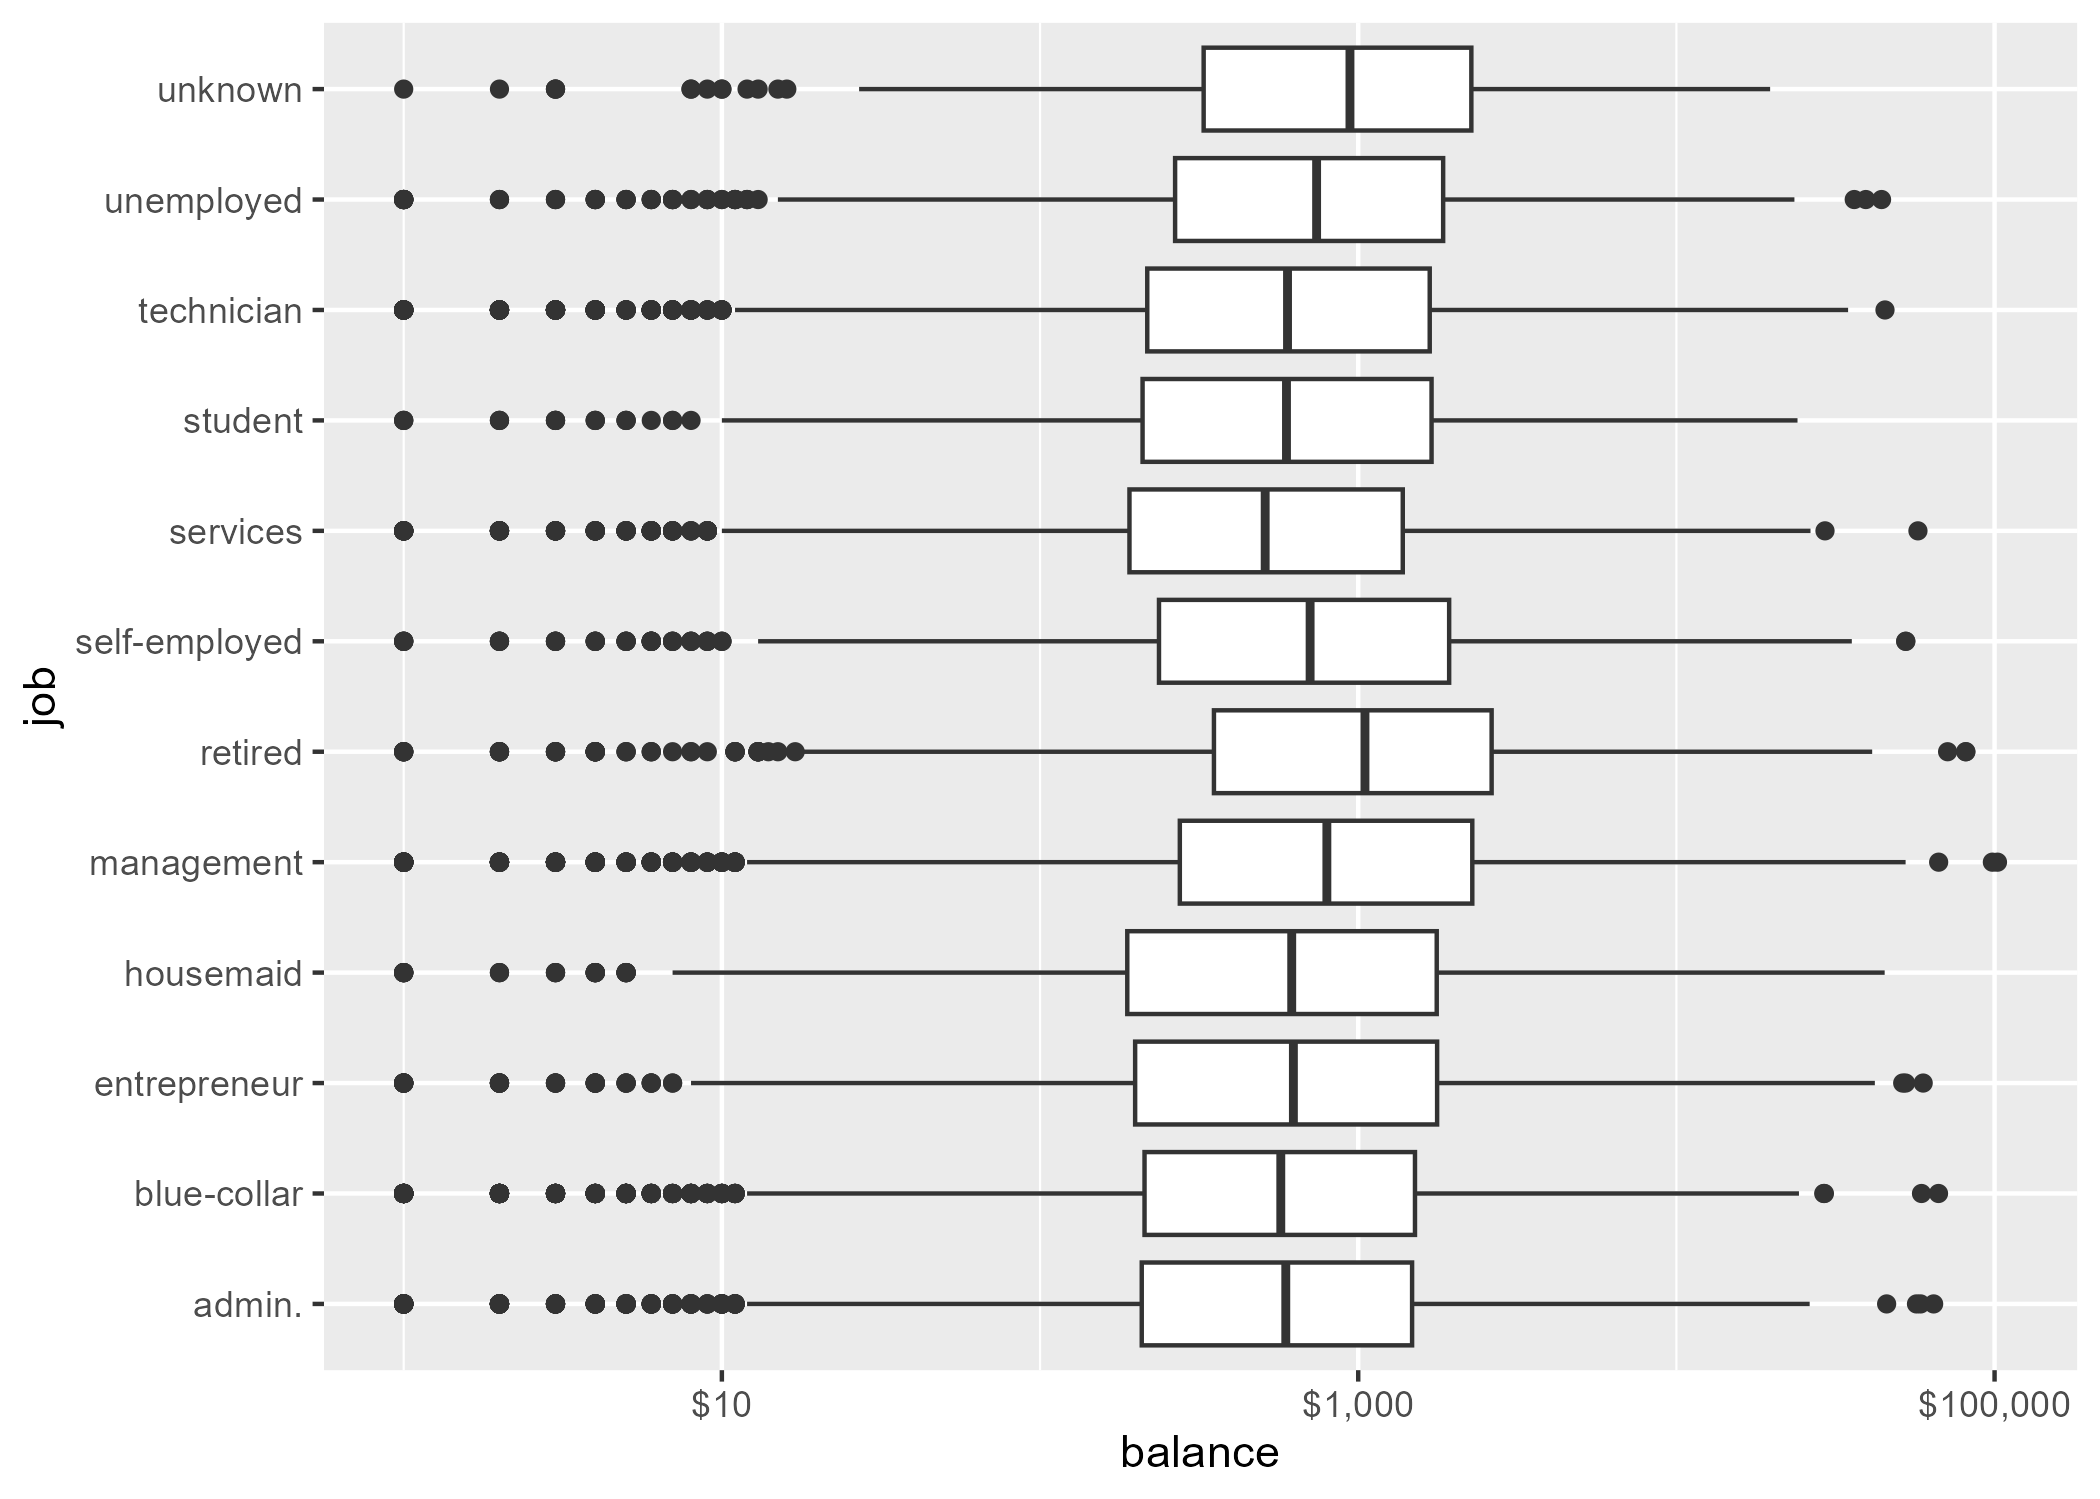 unknown
unemployed
technician
student
services
self-employed
retired
management
housemaid
entrepreneur
blue-collar
admin.
job
$10
$1,000
$100,000
balance